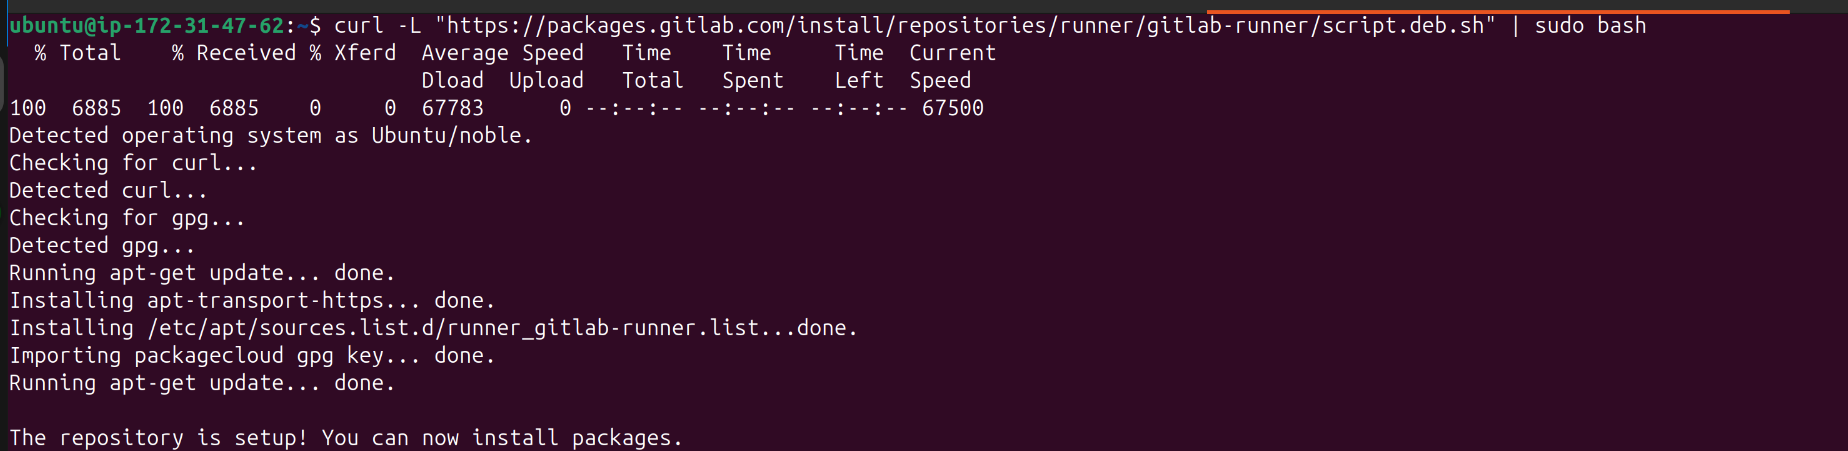 ubuntu@ip-172-31-47-62:~$ curl -L "https://packages.gitlab.com/install/repositories/runner/gitlab-runner/script.deb.sh" | sudo bash
  % Total    % Received % Xferd  Average Speed   Time    Time     Time  Current
                                 Dload  Upload   Total   Spent    Left  Speed
100  6885  100  6885    0     0  67783      0 --:--:-- --:--:-- --:--:-- 67500
Detected operating system as Ubuntu/noble.
Checking for curl...
Detected curl...
Checking for gpg...
Detected gpg...
Running apt-get update... done.
Installing apt-transport-https... done.
Installing /etc/apt/sources.list.d/runner_gitlab-runner.list...done.
Importing packagecloud gpg key... done.
Running apt-get update... done.

The repository is setup! You can now install packages.